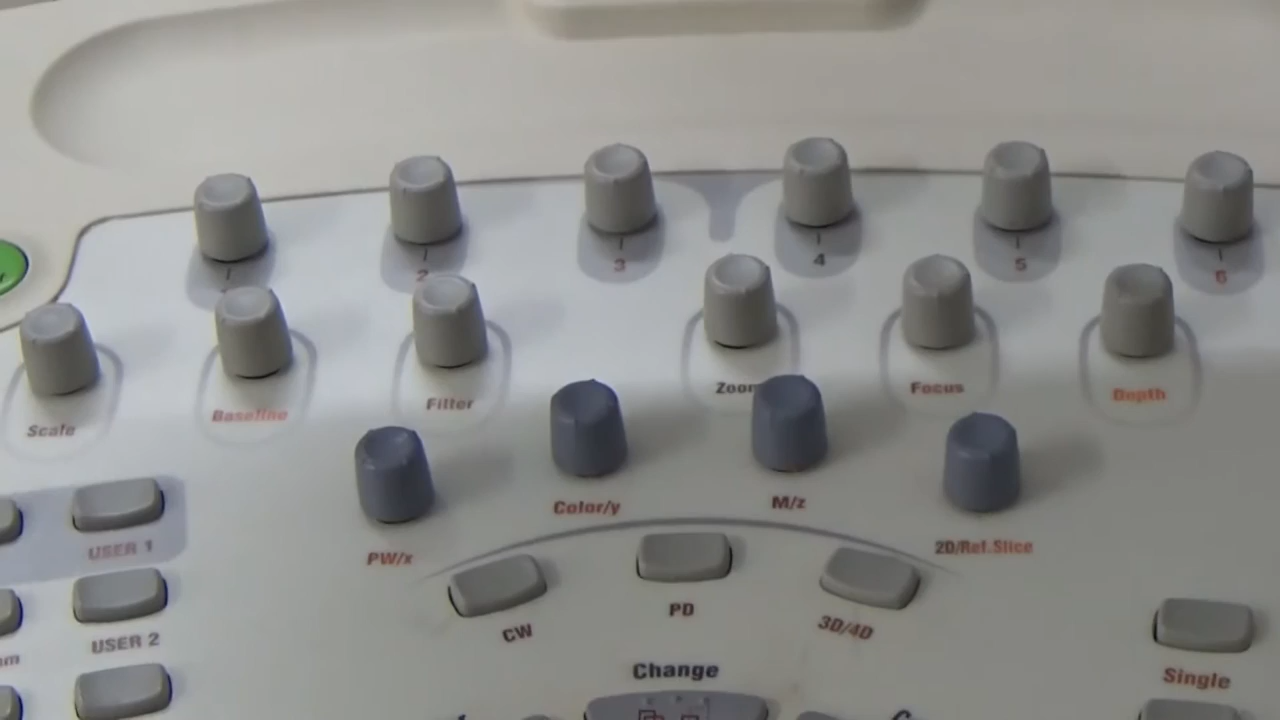 2
3
4
5
6
Scale
Baseline
Filter
Zoom
Focus
Depth
PW/x
Color/y
M/z
2D/Ref.Slice
USER 1
CW
PD
3D/4D
USER 2
Single
Change